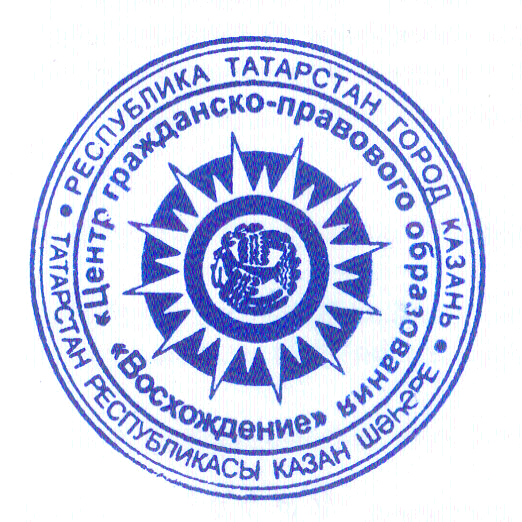 РЕСПУБЛИКА ТАТАРСТАН ГОРОД КАЗАНЬ
ТАТАРСТАН РЕСПУБЛИКАСЫ КАЗАН ШӘҺӘРЕ
«Центр гражданско-правового образования
«Восхождение»